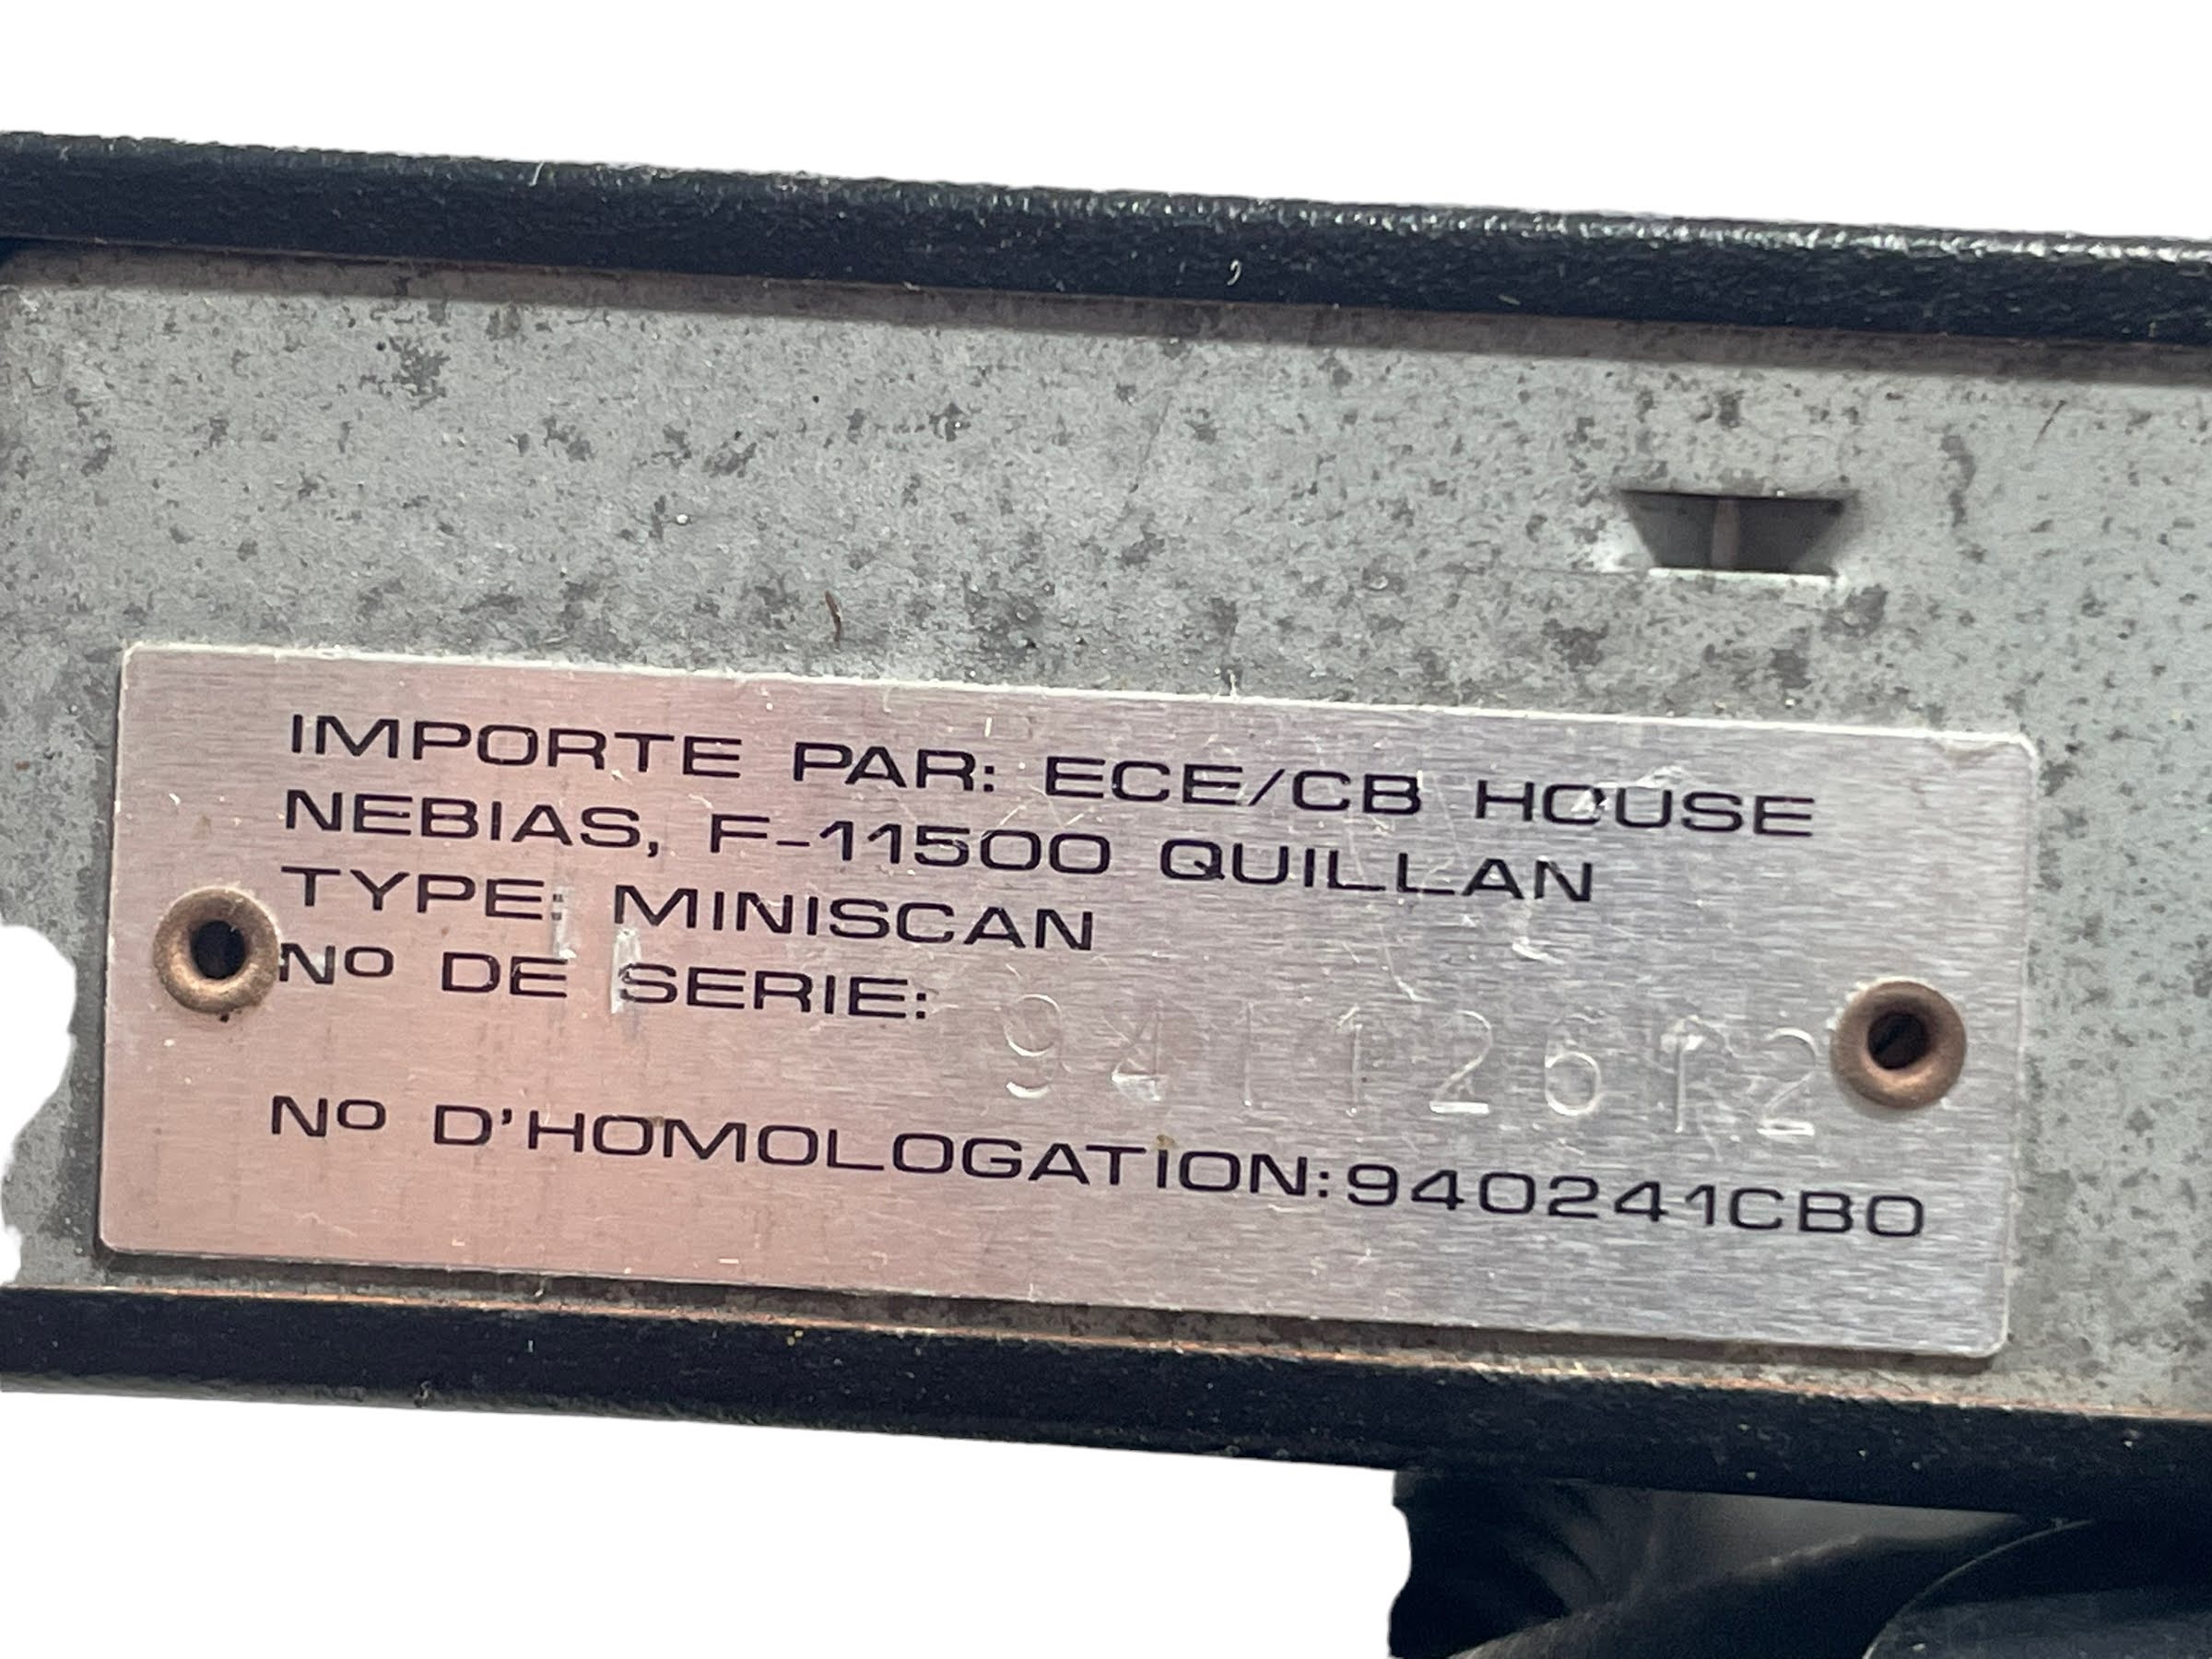 IMPORTE PAR: ECE/CB HOUSE
NEBIAS, F-11500 QUILLAN
TYPE: MINISCAN
Nº DE SERIE:
Nº D'HOMOLOGATION:940241CB0